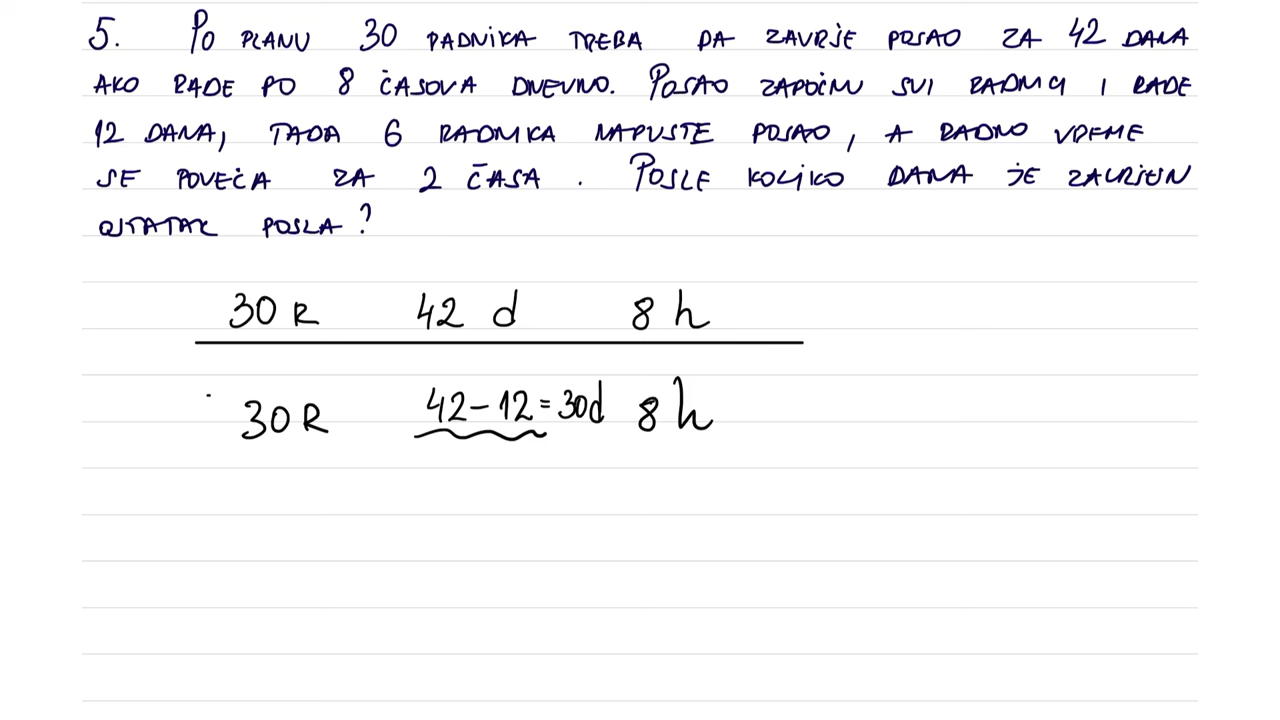 5. PO PLANU 30 RADNIKA TREBA DA ZAVRŠE POSAO ZA 42 DANA
AKO RADE PO 8 ČASOVA DNEVNO. POSAO ZAPOČNU SVI RADNICI I RADE
12 DANA, TADA 6 RADNIKA NAPUSTE POSAO, A RADNO VREME
SE POVEĆA ZA 2 ČASA. POSLE KOLIKO DANA JE ZAVRŠEN
OSTATAK POSLA?
30 R 42 d 8 h
30 R 42-12=30d 8h